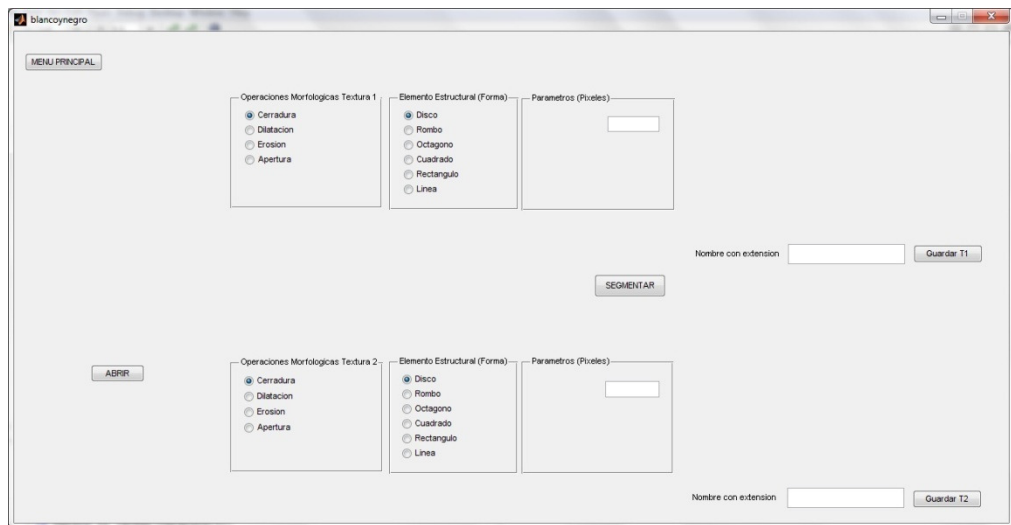 blancoynegro
MENU PRINCIPAL
Operaciones Morfologicas Textura 1
Cerradura
Dilatacion
Erosion
Apertura
Elemento Estructural (Forma)
Disco
Rombo
Octagono
Cuadrado
Rectangulo
Linea
Parametros (Pixeles)
Nombre con extension
Guardar T1
SEGMENTAR
ABRIR
Operaciones Morfologicas Textura 2
Cerradura
Dilatacion
Erosion
Apertura
Elemento Estructural (Forma)
Disco
Rombo
Octagono
Cuadrado
Rectangulo
Linea
Parametros (Pixeles)
Nombre con extension
Guardar T2